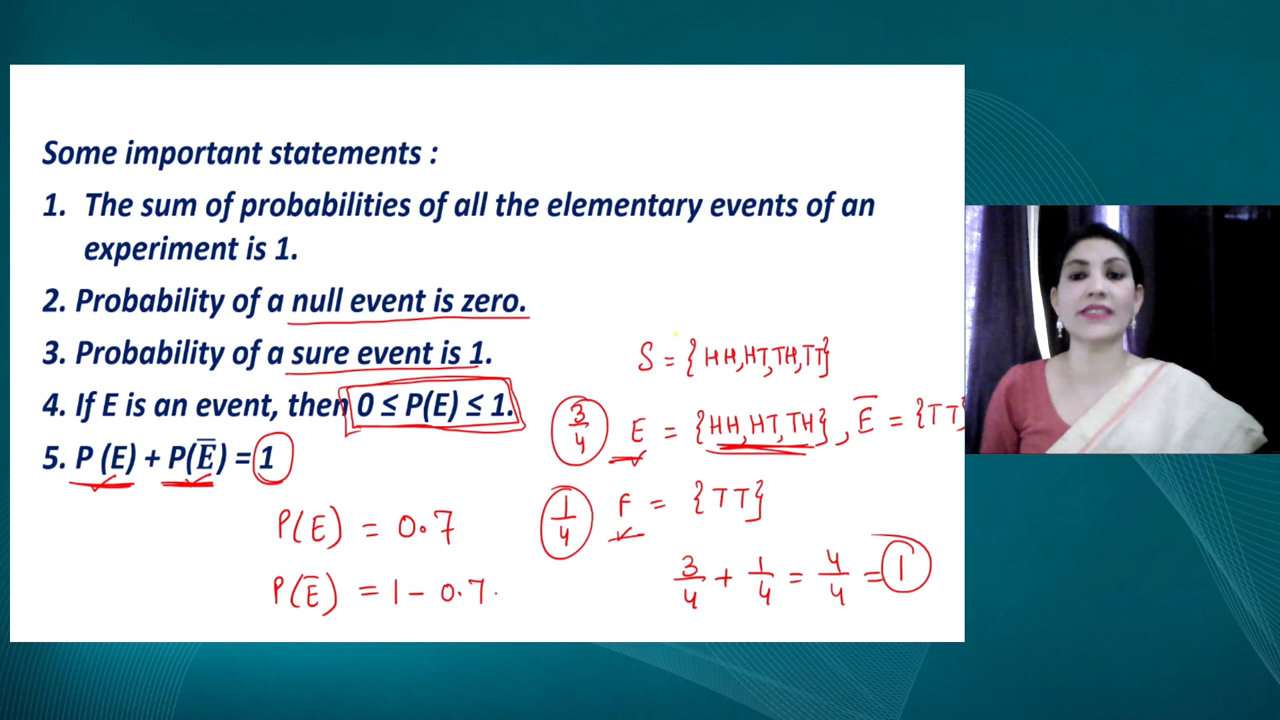 Some important statements :
1. The sum of probabilities of all the elementary events of an
experiment is 1.
2. Probability of a null event is zero.
3. Probability of a sure event is 1.
4. If E is an event, then 0 ≤ P(E) ≤ 1.
5. P (E) + P(E̅) = 1
P(E) = 0.7
P(E̅) = 1 - 0.7.
S = {HH,HT,TH,TT}
3/4 E = {HH,HT,TH}, E̅ = {TT}
1/4 F = {TT}
3/4 + 1/4 = 4/4 = 1